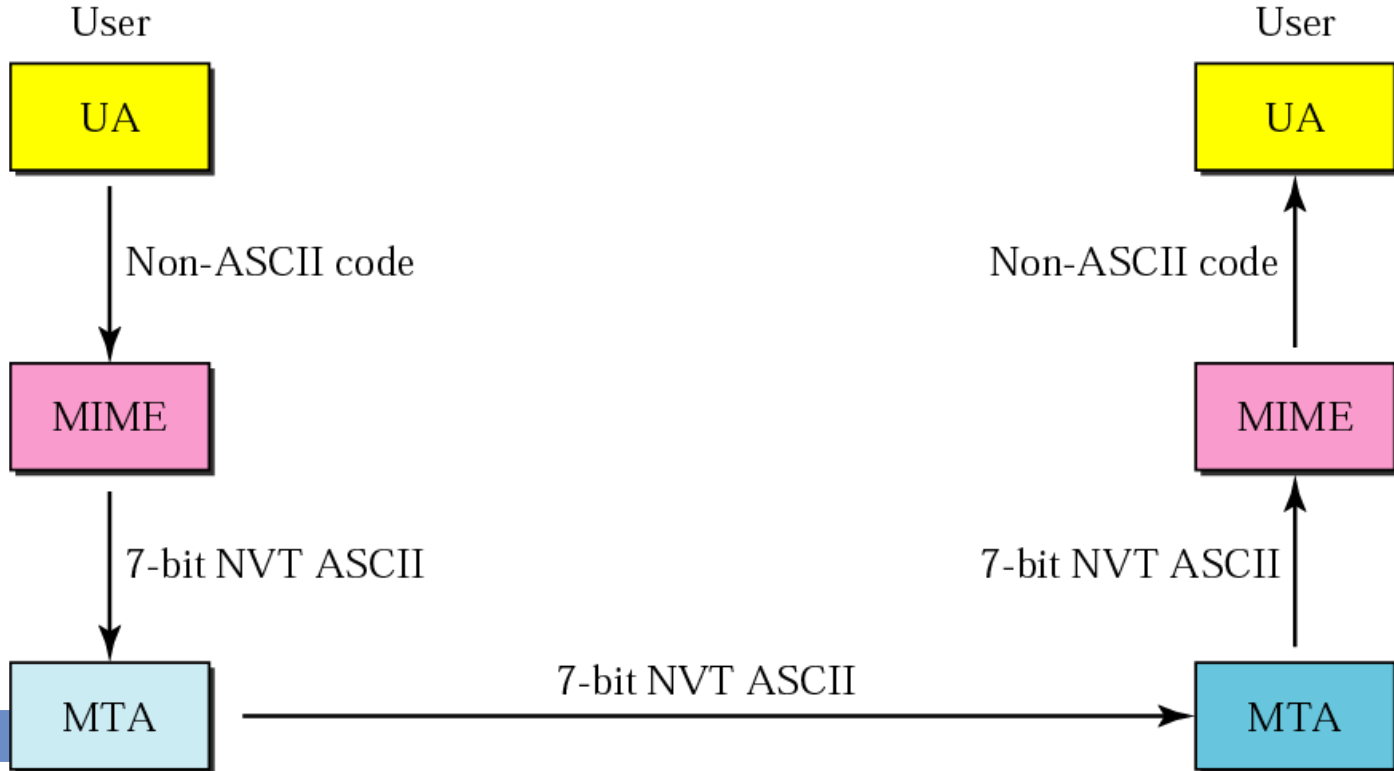 User
User
UA
UA
Non-ASCII code
Non-ASCII code
MIME
MIME
7-bit NVT ASCII
7-bit NVT ASCII
7-bit NVT ASCII
MTA
MTA